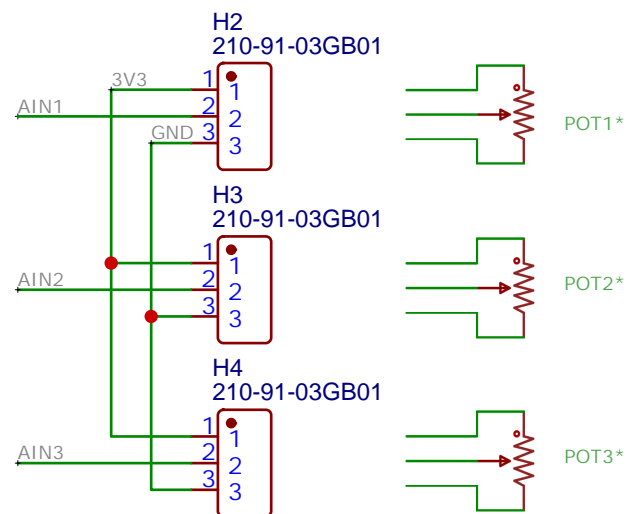 H2
210-91-03GB01
3V3
AIN1
GND
1 1
2 2
3 3
POT1*
H3
210-91-03GB01
AIN2
1 1
2 2
3 3
POT2*
H4
210-91-03GB01
AIN3
1 1
2 2
3 3
POT3*